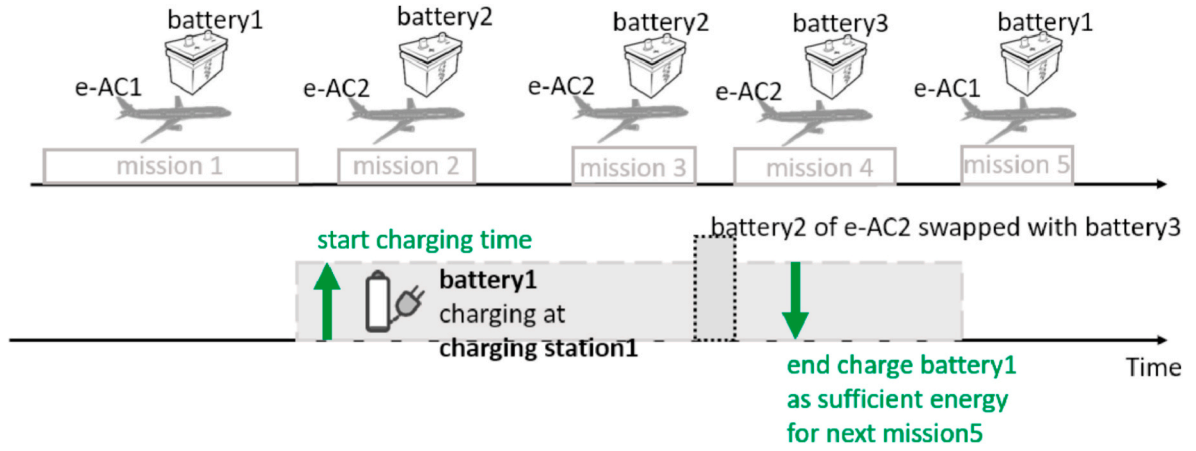 battery1
battery2
battery2
battery3
battery1
e-AC1
e-AC2
e-AC2
e-AC2
e-AC1
mission 1
mission 2
mission 3
mission 4
mission 5
battery2 of e-AC2 swapped with battery3
start charging time
battery1
charging at
charging station1
Time
end charge battery1
as sufficient energy
for next mission5